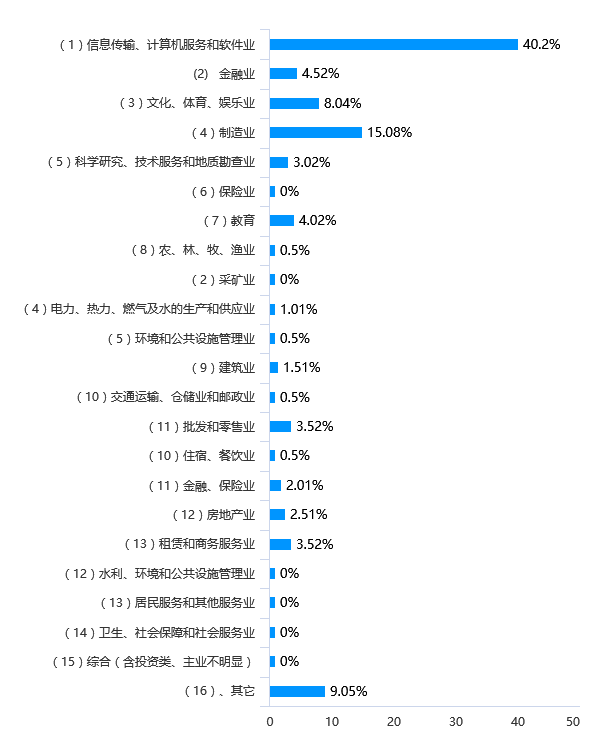 （1）信息传输、计算机服务和软件业 40.2%
(2)　金融业 4.52%
（3）文化、体育、娱乐业 8.04%
（4）制造业 15.08%
（5）科学研究、技术服务和地质勘查业 3.02%
（6）保险业 0%
（7）教育 4.02%
（8）农、林、牧、渔业 0.5%
（2）采矿业 0%
（4）电力、热力、燃气及水的生产和供应业 1.01%
（5）环境和公共设施管理业 0.5%
（9）建筑业 1.51%
（10）交通运输、仓储业和邮政业 0.5%
（11）批发和零售业 3.52%
（10）住宿、餐饮业 0.5%
（11）金融、保险业 2.01%
（12）房地产业 2.51%
（13）租赁和商务服务业 3.52%
（12）水利、环境和公共设施管理业 0%
（13）居民服务和其他服务业 0%
（14）卫生、社会保障和社会服务业 0%
（15）综合（含投资类、主业不明显） 0%
（16）、其它 9.05%
0 10 20 30 40 50